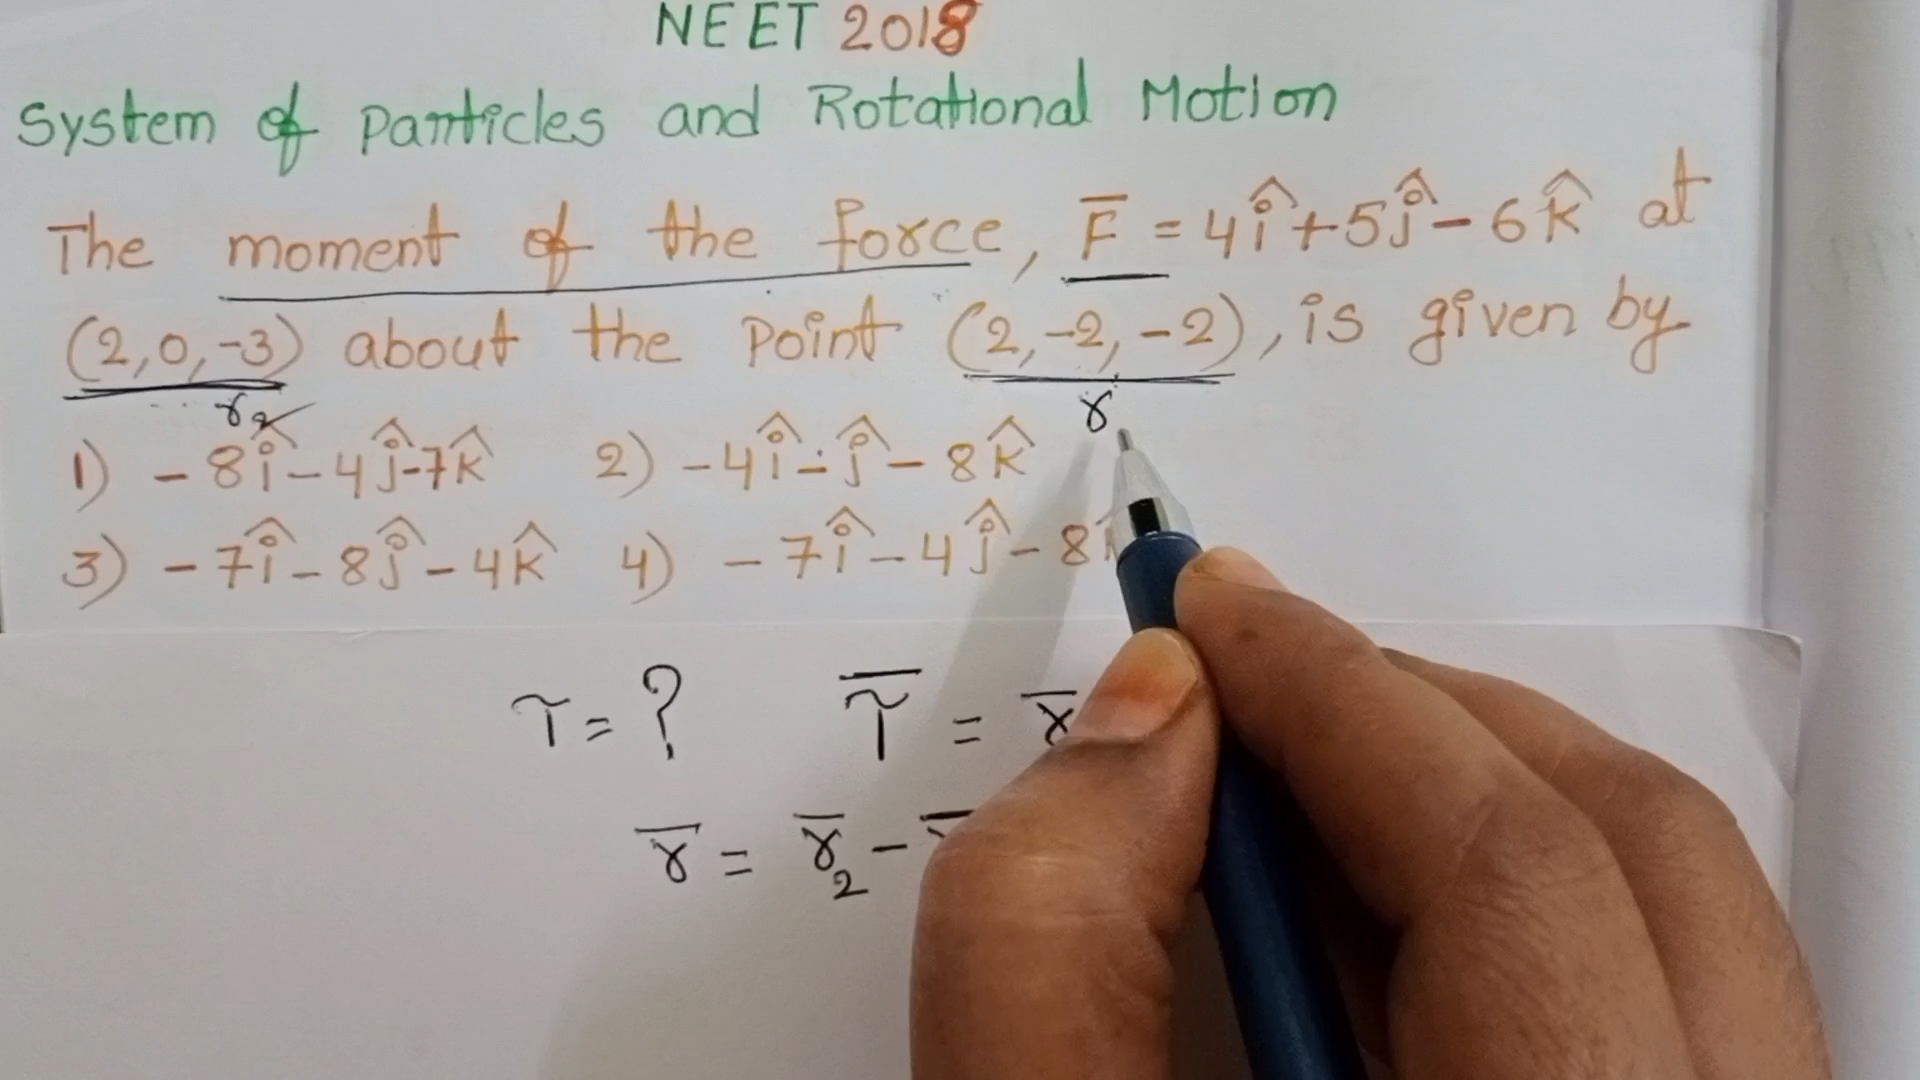 NEET 2018
System of Particles and Rotational Motion
The moment of the force, F̅ = 4î+5ĵ-6k̂ at
(2,0,-3) about the point (2,-2,-2), is given by
r₂ r
1) -8î-4ĵ-7k̂ 2) -4î-ĵ-8k̂
3) -7î-8ĵ-4k̂ 4) -7î-4ĵ-8
τ = ? τ̅ = r̅
r̅ = r̅₂ -